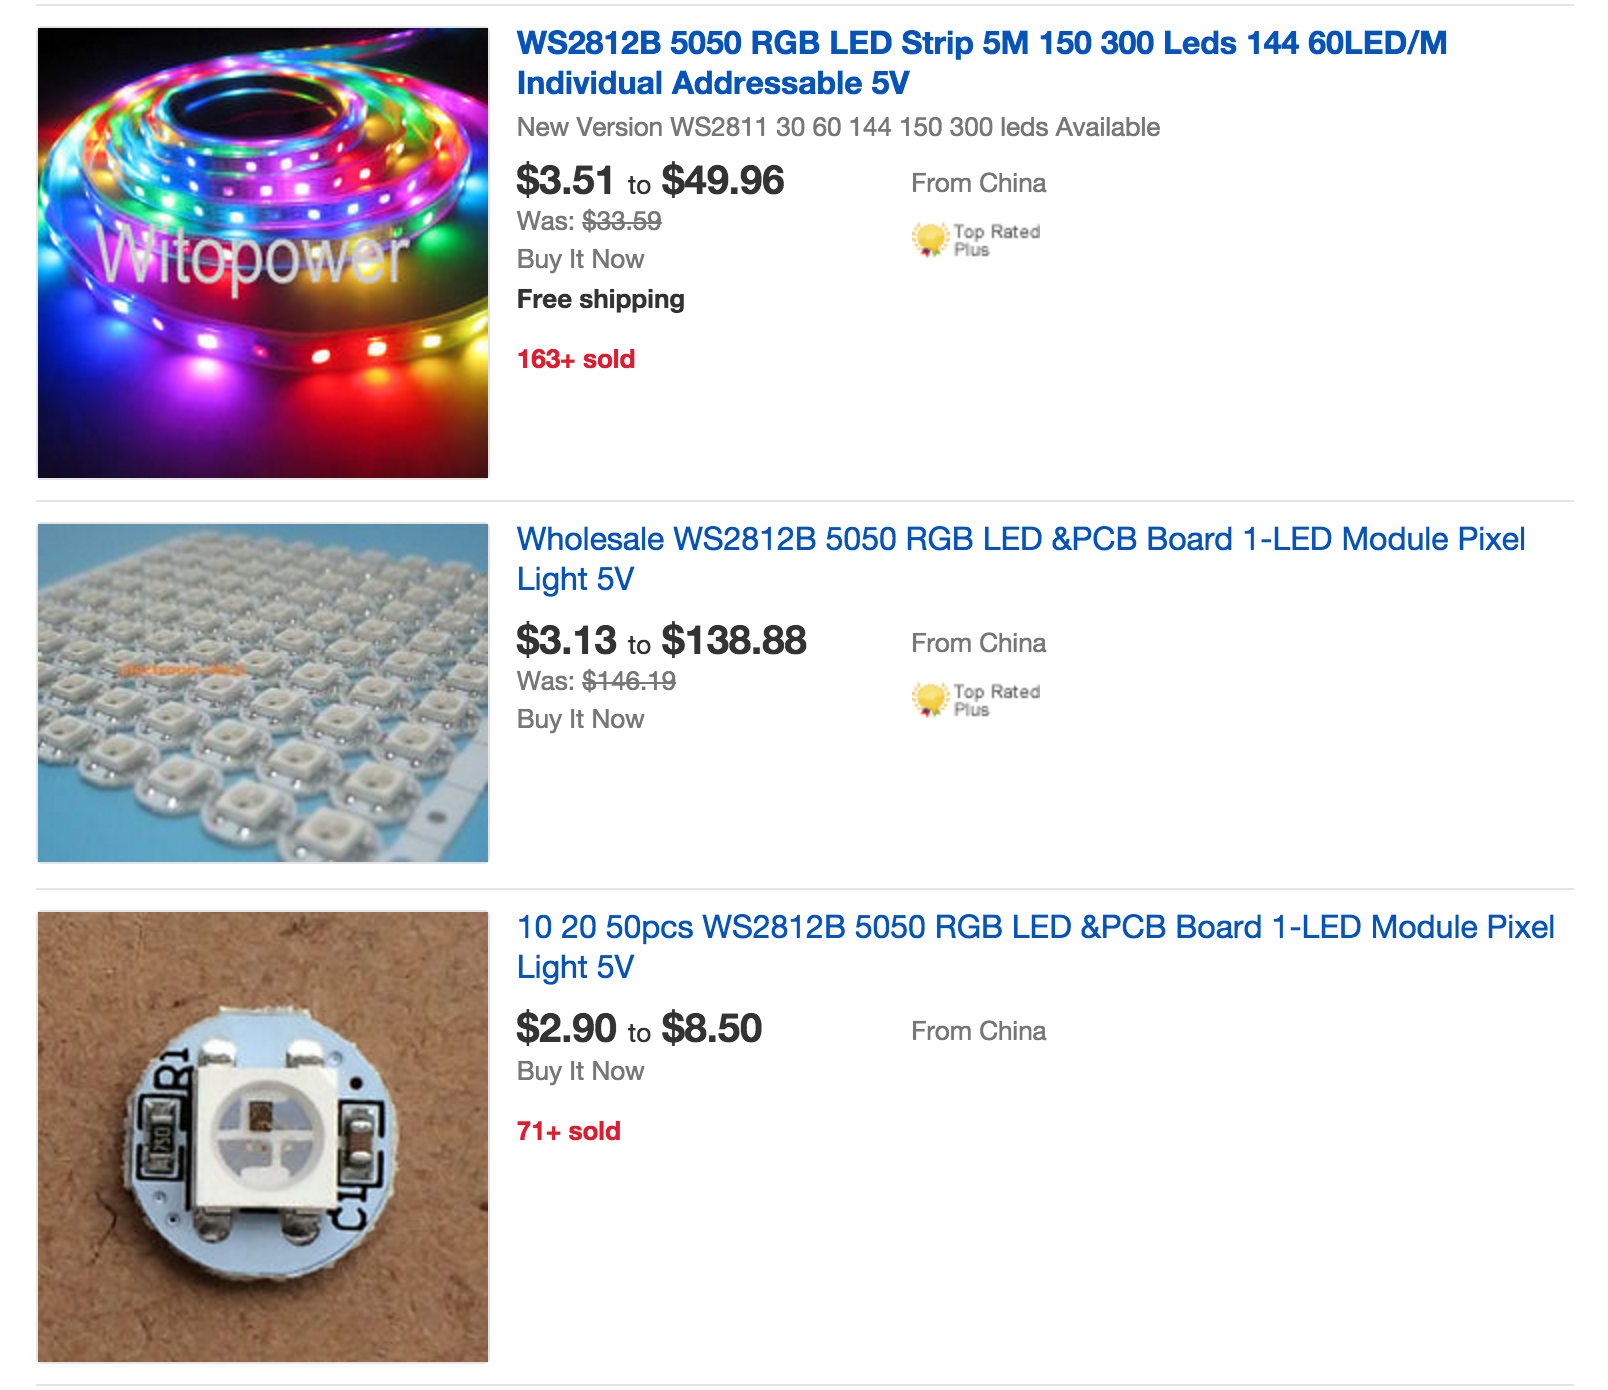 WS2812B 5050 RGB LED Strip 5M 150 300 Leds 144 60LED/M
Individual Addressable 5V
New Version WS2811 30 60 144 150 300 leds Available
$3.51 to $49.96
From China
Was: $33.59
Top Rated
Plus
Buy It Now
Free shipping
163+ sold
Witopower
Wholesale WS2812B 5050 RGB LED &PCB Board 1-LED Module Pixel
Light 5V
$3.13 to $138.88
From China
Was: $146.19
Top Rated
Plus
Buy It Now
10 20 50pcs WS2812B 5050 RGB LED &PCB Board 1-LED Module Pixel
Light 5V
$2.90 to $8.50
From China
Buy It Now
71+ sold
R1
750
C1